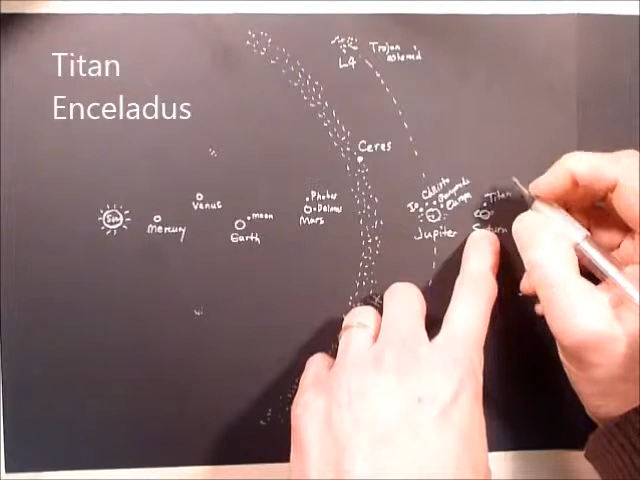 Titan
Enceladus
Trojan
asteroid
L4
Ceres
Sun
Mercury
Venus
moon
Earth
Phobos
Deimos
Mars
Io
Callisto
Ganymede
Europa
Jupiter
Titan
Saturn